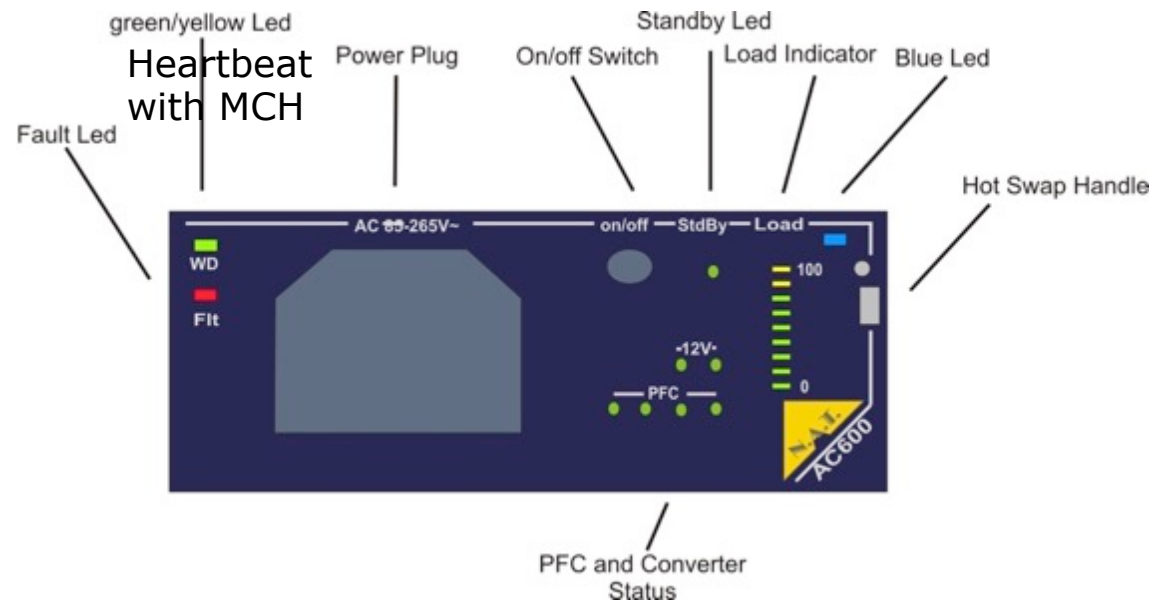 green/yellow Led
Standby Led
Heartbeat
with MCH
Power Plug
On/off Switch
Load Indicator
Blue Led
Fault Led
Hot Swap Handle
AC 85-265V~
on/off
StdBy
Load
WD
100
Flt
-12V-
PFC
0
N.A.T.
AC600
PFC and Converter
Status